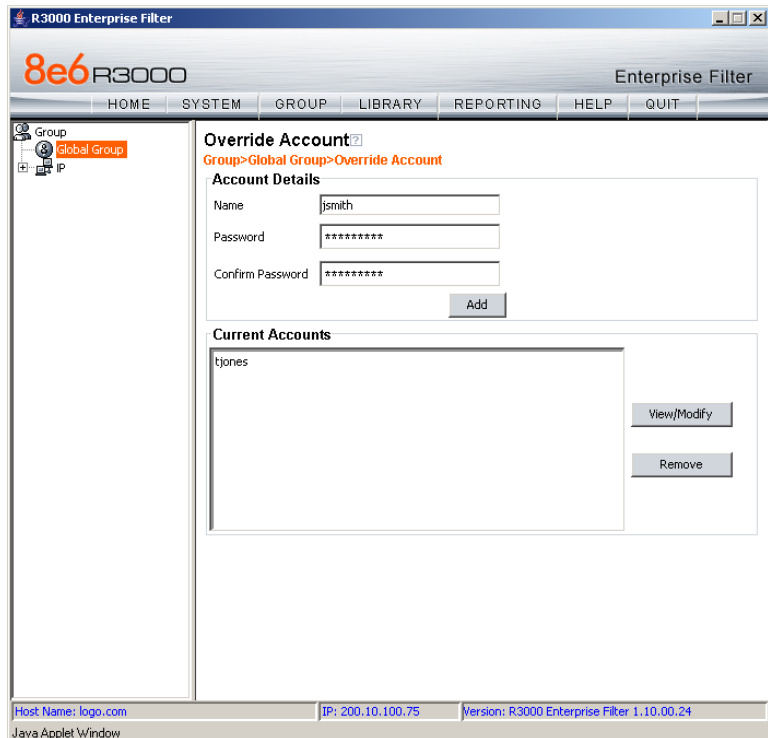 R3000 Enterprise Filter
8e6 R3000
Enterprise Filter
HOME SYSTEM GROUP LIBRARY REPORTING HELP QUIT
Group
Global Group
IP
Override Account?
Group>Global Group>Override Account
Account Details
Name jsmith
Password *********
Confirm Password *********
Add
Current Accounts
tjones
View/Modify
Remove
Host Name: logo.com IP: 200.10.100.75 Version: R3000 Enterprise Filter 1.10.00.24
Java Applet Window